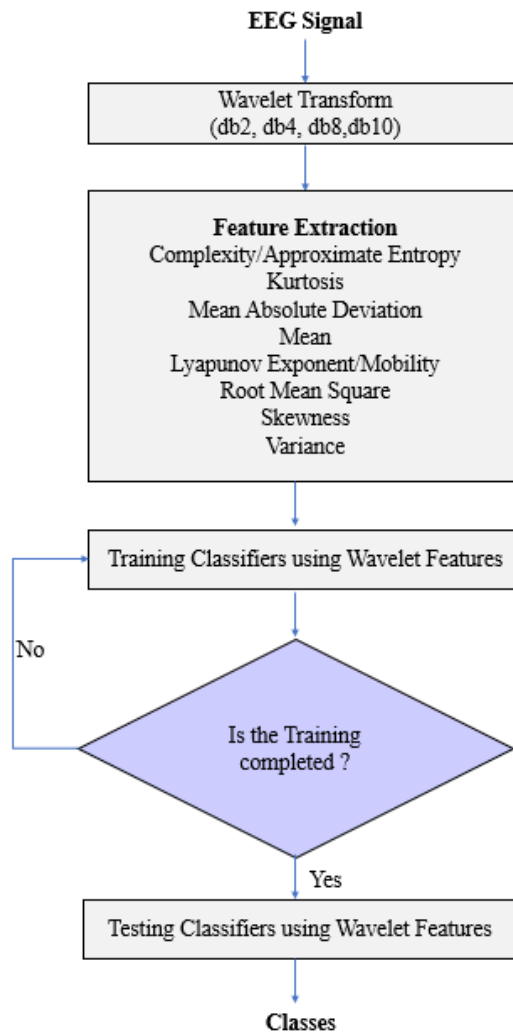 EEG Signal
Wavelet Transform
(db2, db4, db8,db10)
Feature Extraction
Complexity/Approximate Entropy
Kurtosis
Mean Absolute Deviation
Mean
Lyapunov Exponent/Mobility
Root Mean Square
Skewness
Variance
Training Classifiers using Wavelet Features
No
Is the Training
completed ?
Yes
Testing Classifiers using Wavelet Features
Classes